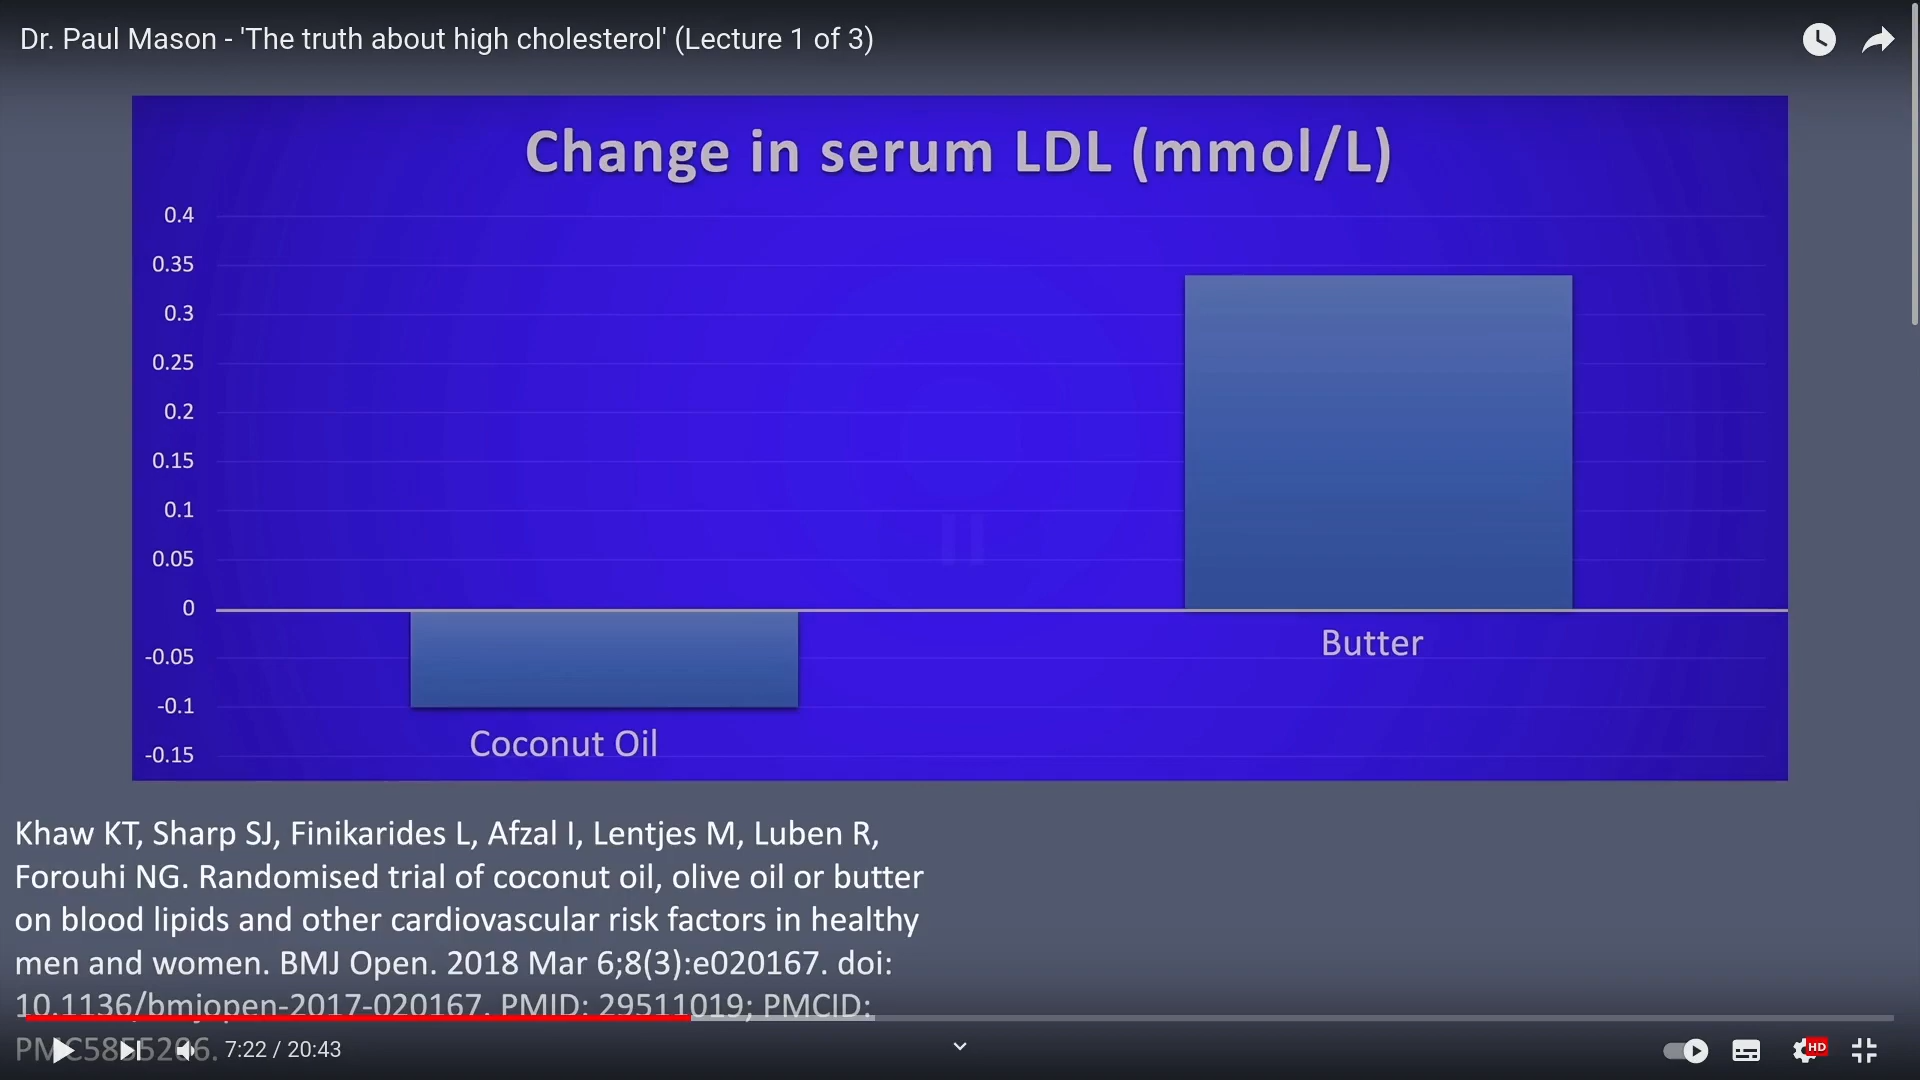 Dr. Paul Mason - 'The truth about high cholesterol' (Lecture 1 of 3)
Change in serum LDL (mmol/L)
0.4
0.35
0.3
0.25
0.2
0.15
0.1
0.05
0
-0.05
-0.1
-0.15
Butter
Coconut Oil
Khaw KT, Sharp SJ, Finikarides L, Afzal I, Lentjes M, Luben R,
Forouhi NG. Randomised trial of coconut oil, olive oil or butter
on blood lipids and other cardiovascular risk factors in healthy
men and women. BMJ Open. 2018 Mar 6;8(3):e020167. doi:
10.1136/bmjopen-2017-020167. PMID: 29511019; PMCID:
7:22 / 20:43
HD